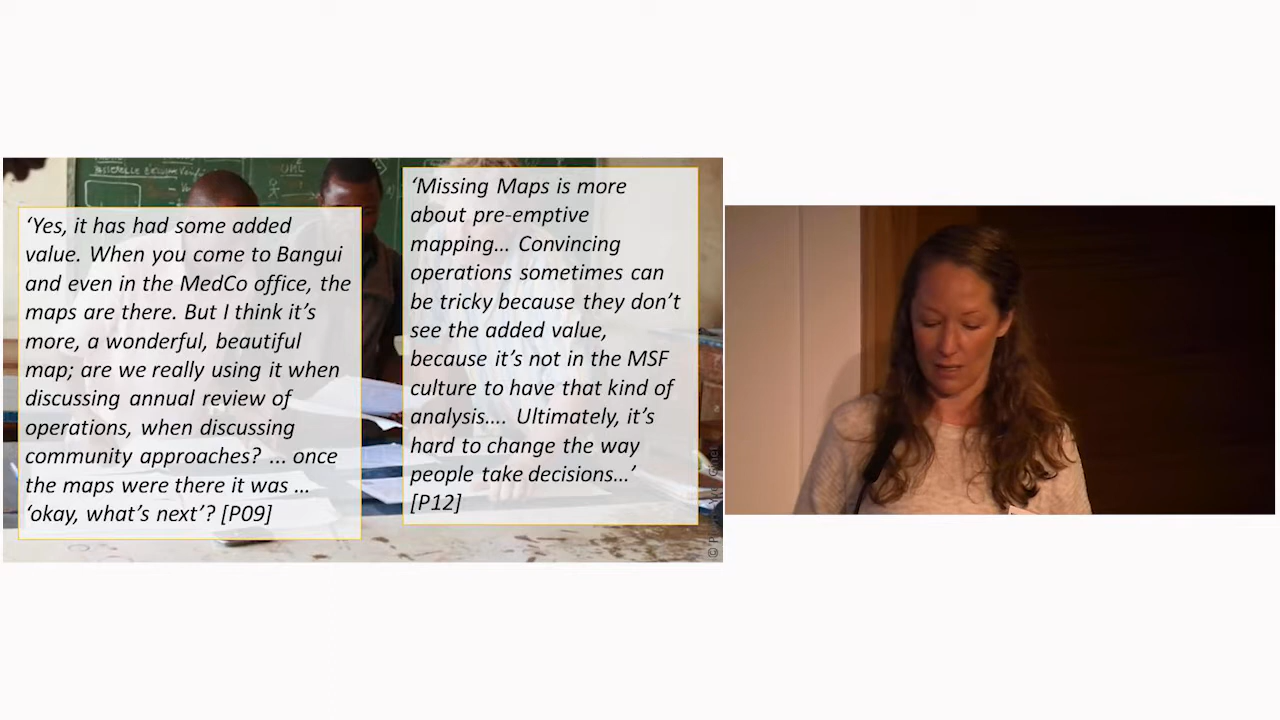 ‘Yes, it has had some added
value. When you come to Bangui
and even in the MedCo office, the
maps are there. But I think it’s
more, a wonderful, beautiful
map; are we really using it when
discussing annual review of
operations, when discussing
community approaches? ... once
the maps were there it was ...
‘okay, what’s next’? [P09]
‘Missing Maps is more
about pre-emptive
mapping… Convincing
operations sometimes can
be tricky because they don’t
see the added value,
because it’s not in the MSF
culture to have that kind of
analysis…. Ultimately, it’s
hard to change the way
people take decisions…’
[P12]
UML